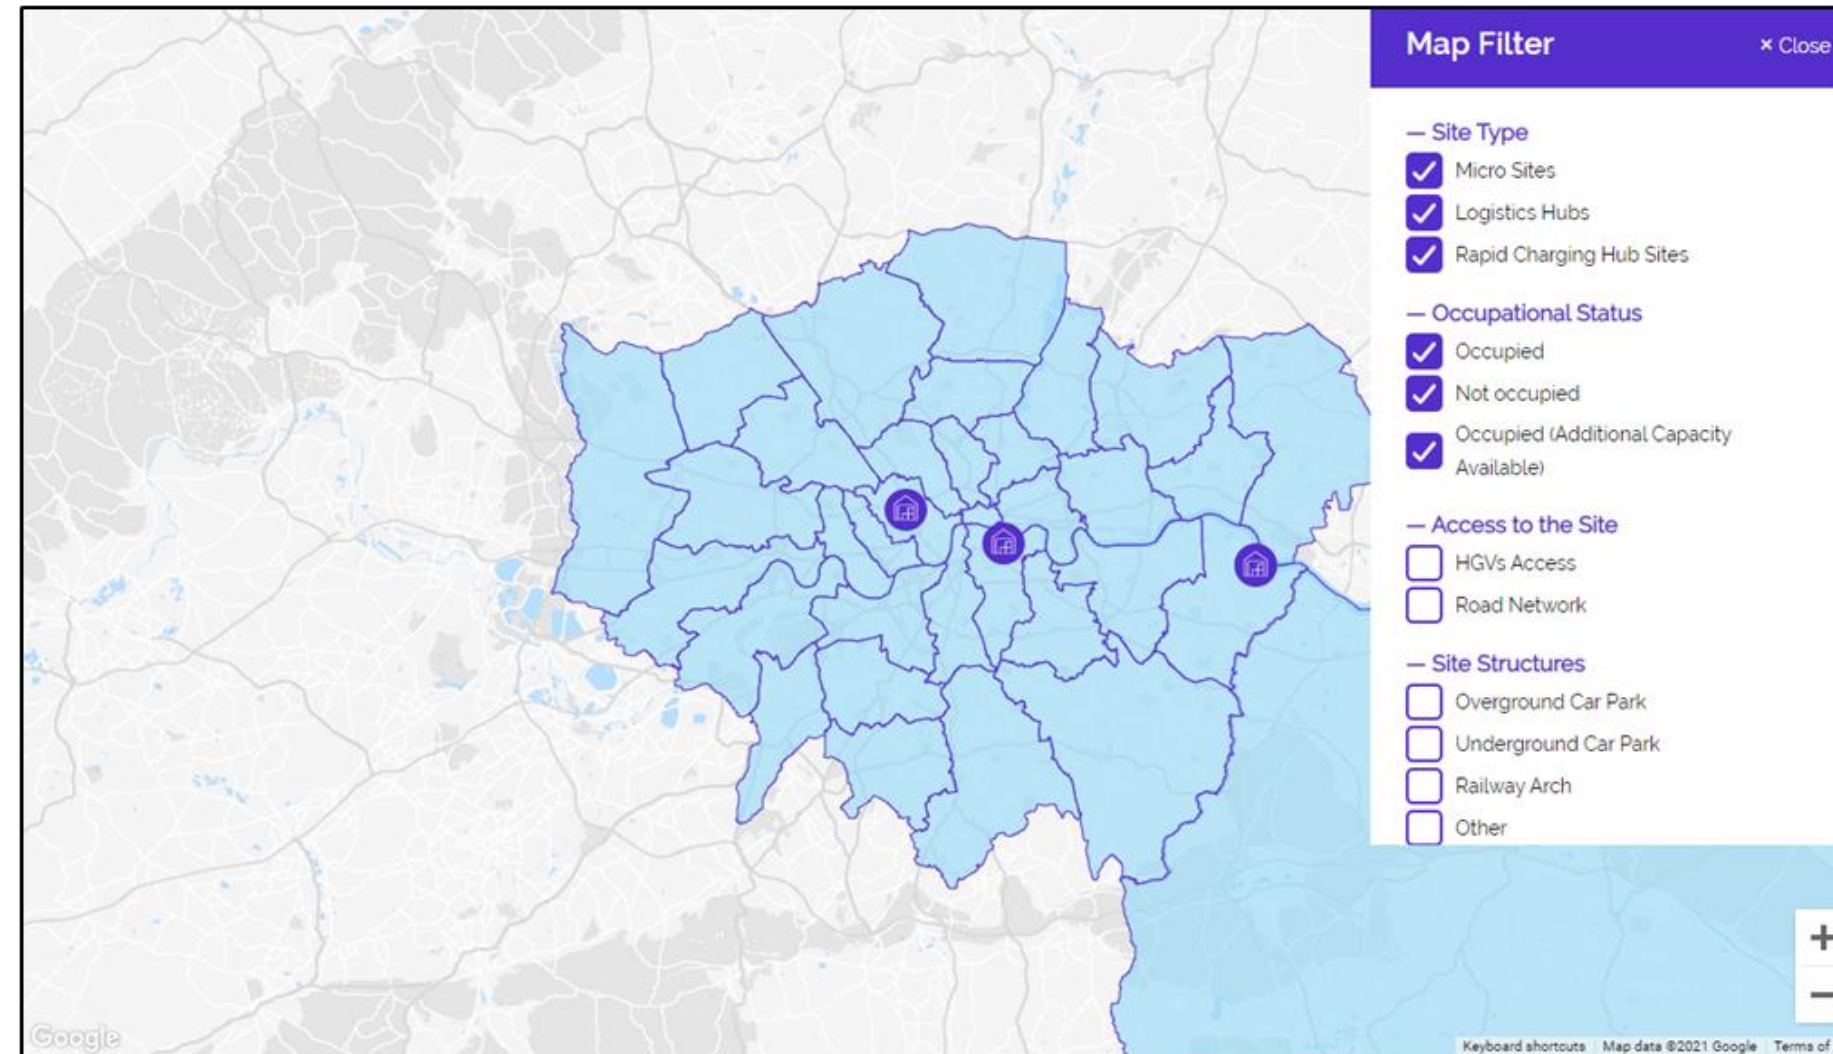 Map Filter
× Close
— Site Type
Micro Sites
Logistics Hubs
Rapid Charging Hub Sites
— Occupational Status
Occupied
Not occupied
Occupied (Additional Capacity
Available)
— Access to the Site
HGVs Access
Road Network
— Site Structures
Overground Car Park
Underground Car Park
Railway Arch
Other
+
−
Google
Keyboard shortcuts
Map data ©2021 Google
Terms of